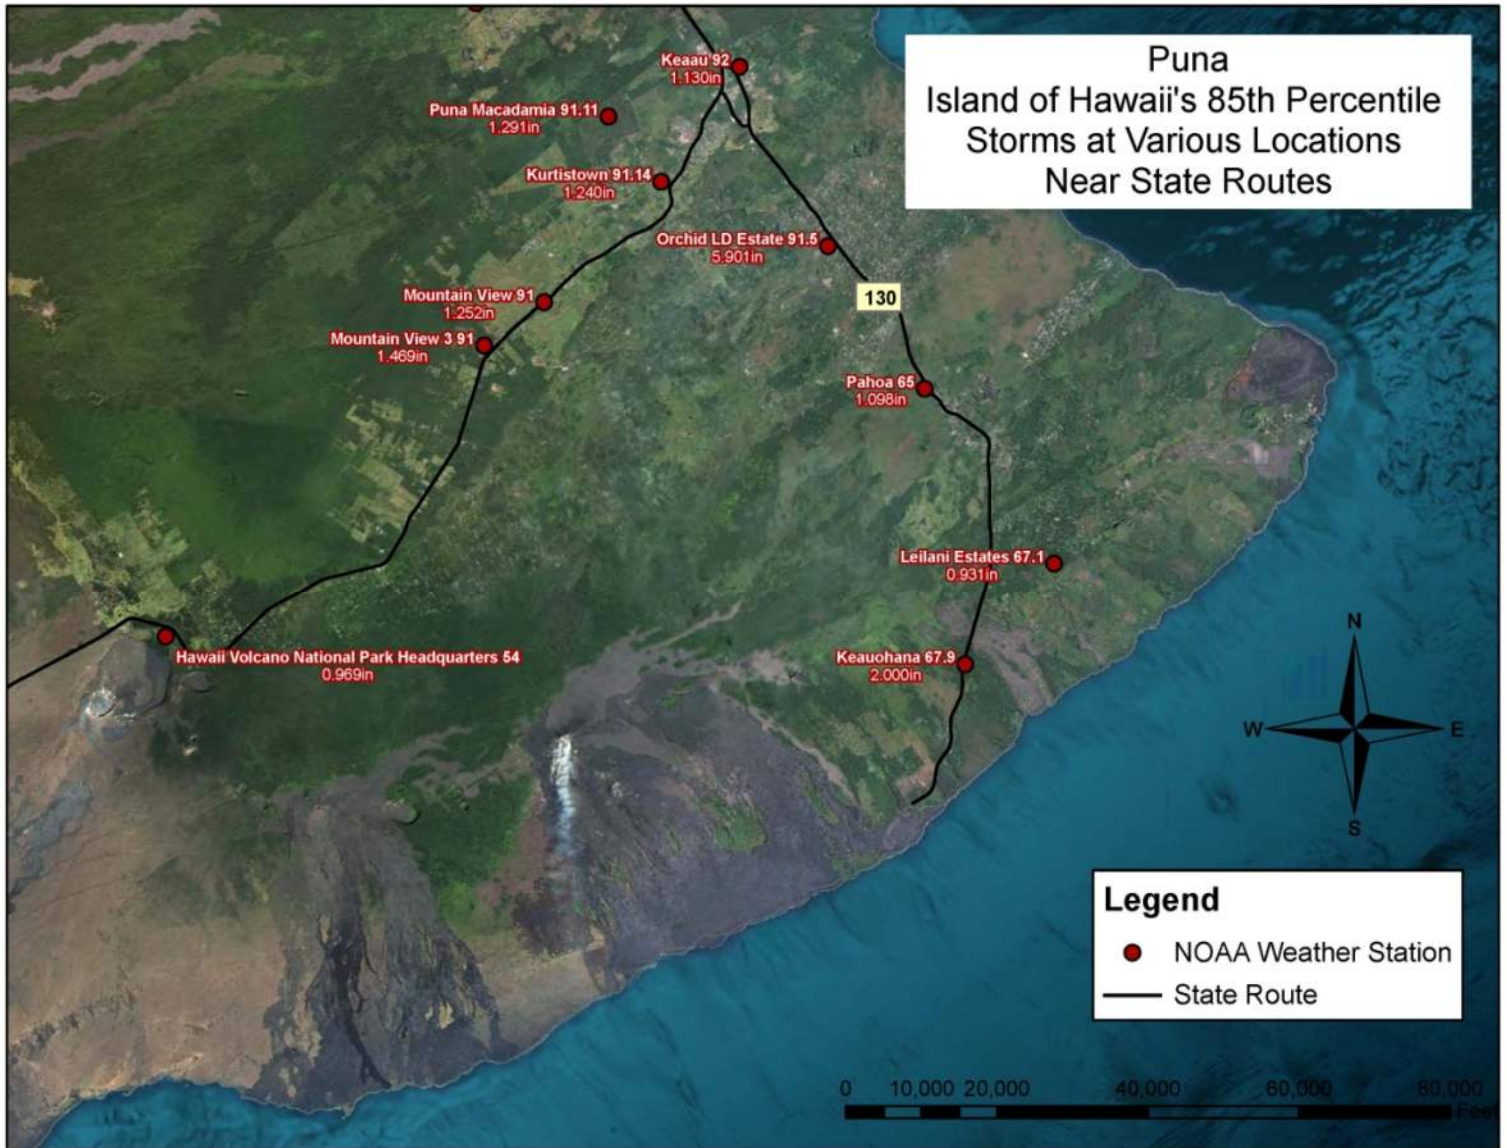 Puna
Island of Hawaii's 85th Percentile
Storms at Various Locations
Near State Routes
Keaau 92
1.130in
Puna Macadamia 91.11
1.291in
Kurtistown 91.14
1.240in
Orchid LD Estate 91.5
5.901in
130
Mountain View 91
1.252in
Mountain View 3 91
1.469in
Pahoa 65
1.098in
Leilani Estates 67.1
0.931in
Hawaii Volcano National Park Headquarters 54
0.969in
Keauohana 67.9
2.000in
N
W
E
S
Legend
NOAA Weather Station
State Route
0 10,000 20,000 40,000 60,000 80,000
Feet